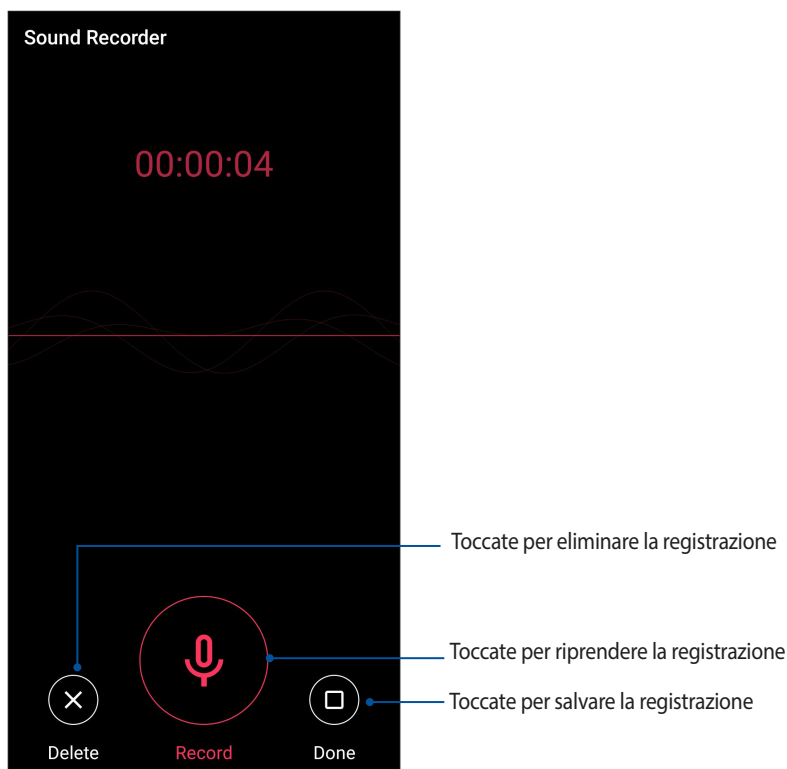 Sound Recorder
00:00:04
Toccate per eliminare la registrazione
Toccate per riprendere la registrazione
Toccate per salvare la registrazione
Delete
Record
Done